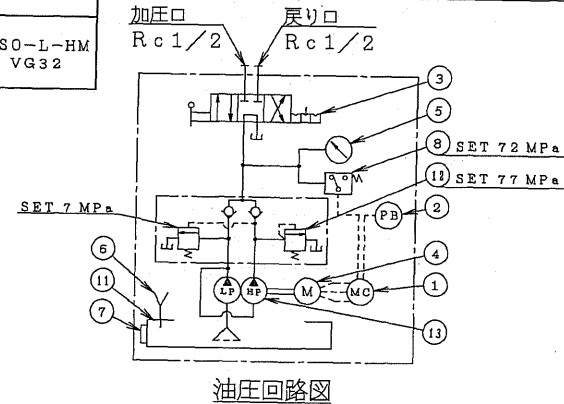 加圧口 戻り口
Rc1/2 Rc1/2
SO-L-HM
VG32
3
5
8 SET 72 MPa
12 SET 77 MPa
SET 7 MPa
PB 2
6
4
11
LP HP M MC 1
7
13
油圧回路図